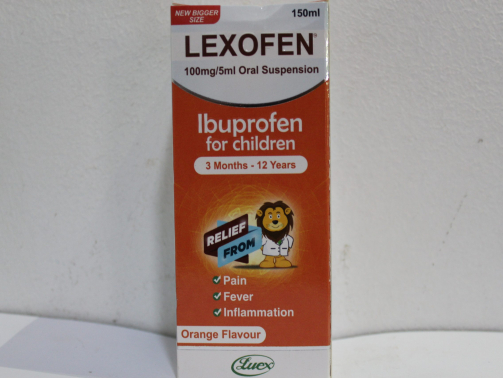 NEW BIGGER
SIZE
150ml
LEXOFEN®
100mg/5ml Oral Suspension
Ibuprofen
for children
3 Months - 12 Years
RELIEF
FROM
Pain
Fever
Inflammation
Orange Flavour
Luex